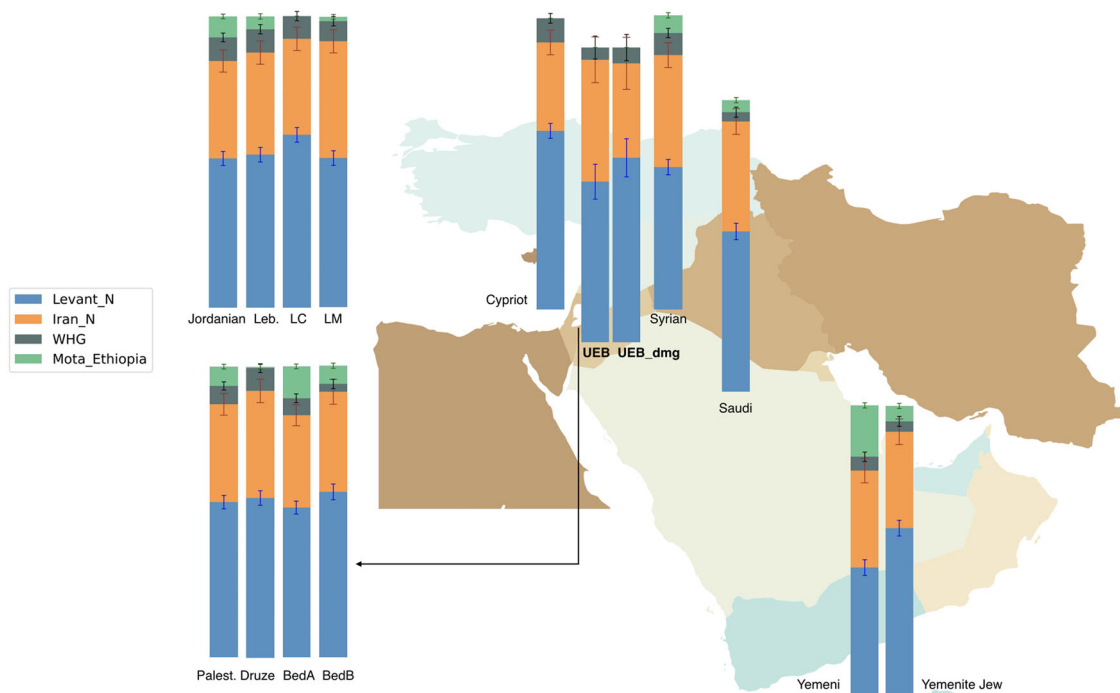 Jordanian Leb. LC LM
Cypriot
Syrian
UEB UEB_dmg
Levant_N
Iran_N
WHG
Mota_Ethiopia
Saudi
Palest. Druze BedA BedB
Yemeni Yemenite Jew